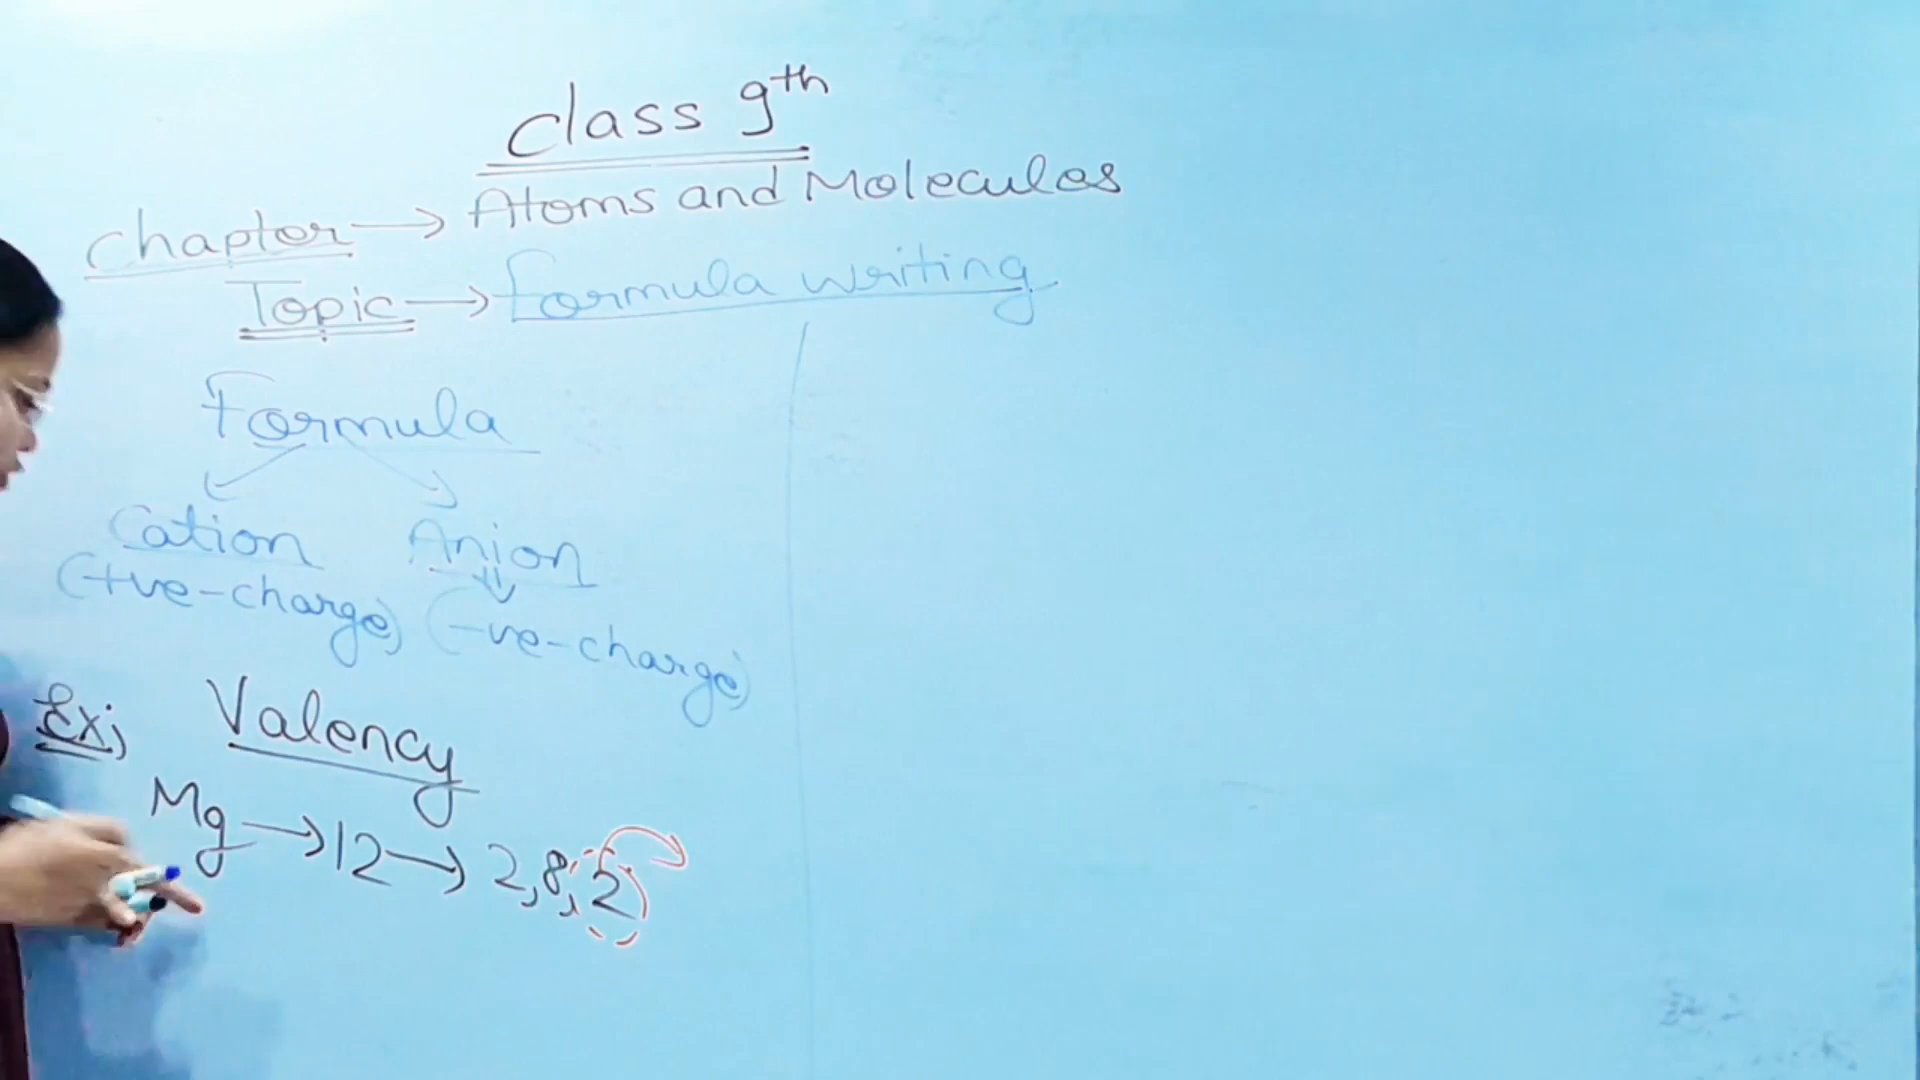 Class 9th
Chapter → Atoms and Molecules
Topic → Formula writing
Formula
Cation Anion
(+ve-charge) (-ve-charge)
Ex; Valency
Mg → 12 → 2,8,2